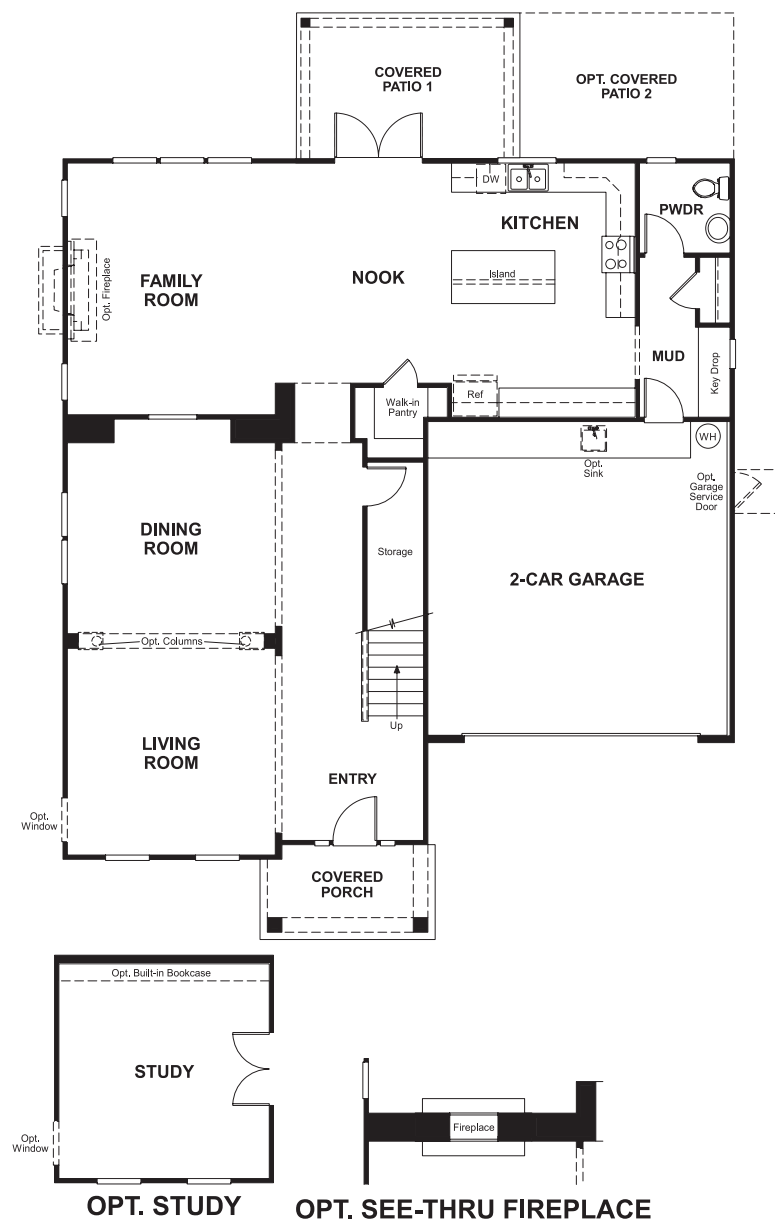 COVERED
PATIO 1
OPT. COVERED
PATIO 2
DW
KITCHEN
PWDR
FAMILY
ROOM
Opt. Fireplace
NOOK
Island
MUD
Key Drop
Walk-in
Pantry
Ref
WH
Opt.
Sink
Opt.
Garage
Service
Door
DINING
ROOM
Storage
2-CAR GARAGE
Opt. Columns
Up
LIVING
ROOM
ENTRY
Opt.
Window
COVERED
PORCH
Opt. Built-in Bookcase
STUDY
Opt.
Window
Fireplace
OPT. STUDY
OPT. SEE-THRU FIREPLACE